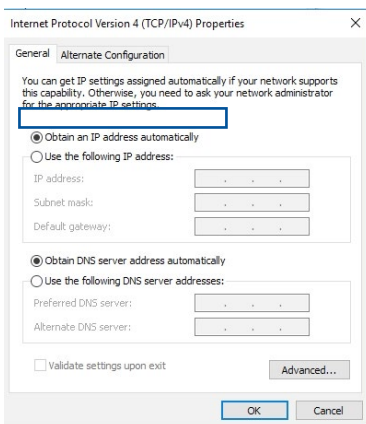 Internet Protocol Version 4 (TCP/IPv4) Properties
General Alternate Configuration
You can get IP settings assigned automatically if your network supports
this capability. Otherwise, you need to ask your network administrator
for the appropriate IP settings.
Obtain an IP address automatically
Use the following IP address:
IP address:
Subnet mask:
Default gateway:
Obtain DNS server address automatically
Use the following DNS server addresses:
Preferred DNS server:
Alternate DNS server:
Validate settings upon exit
Advanced...
OK Cancel